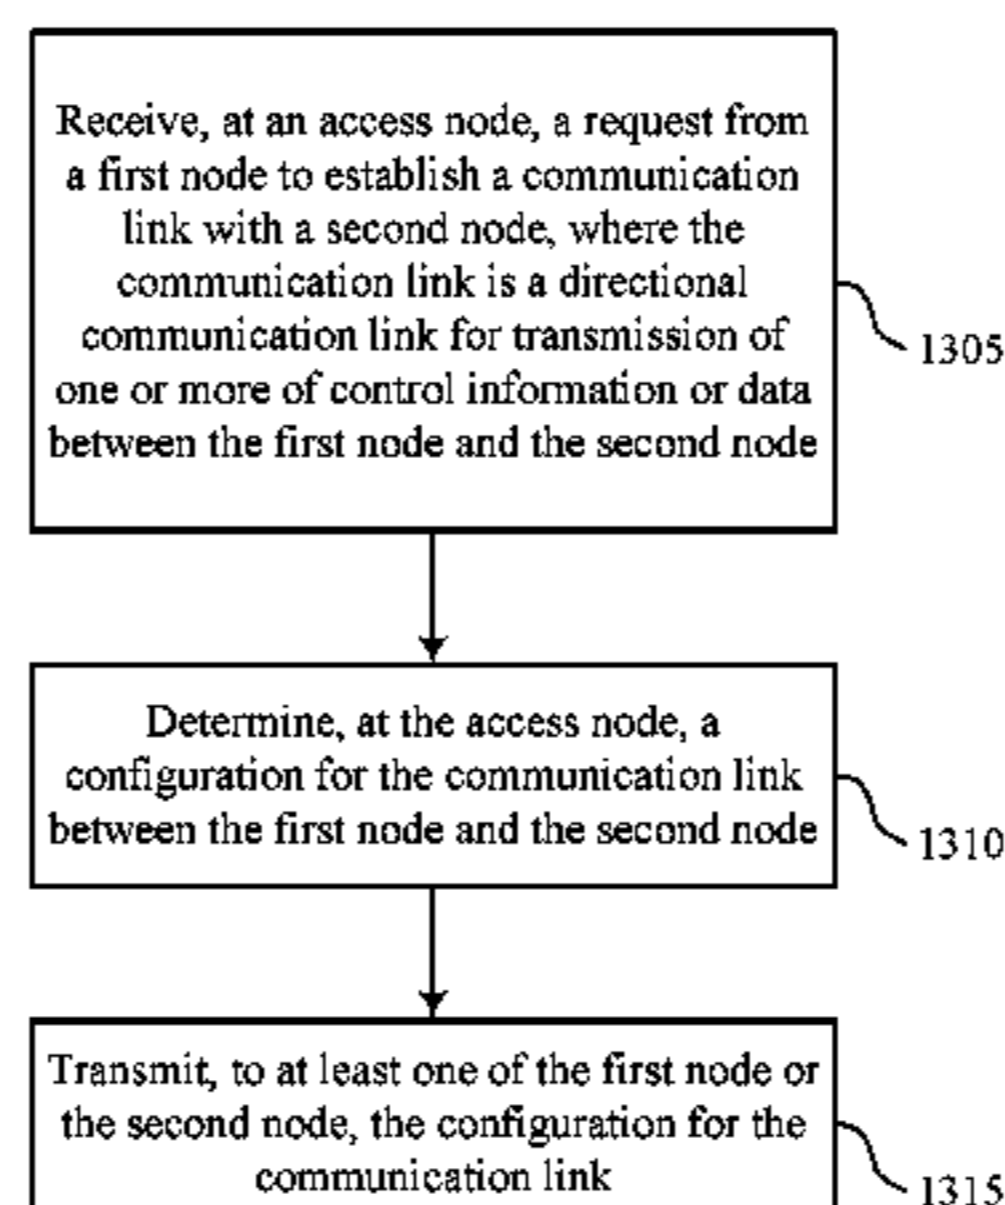 Receive, at an access node, a request from
a first node to establish a communication
link with a second node, where the
communication link is a directional
communication link for transmission of
one or more of control information or data
between the first node and the second node
1305
Determine, at the access node, a
configuration for the communication link
between the first node and the second node
1310
Transmit, to at least one of the first node or
the second node, the configuration for the
communication link
1315